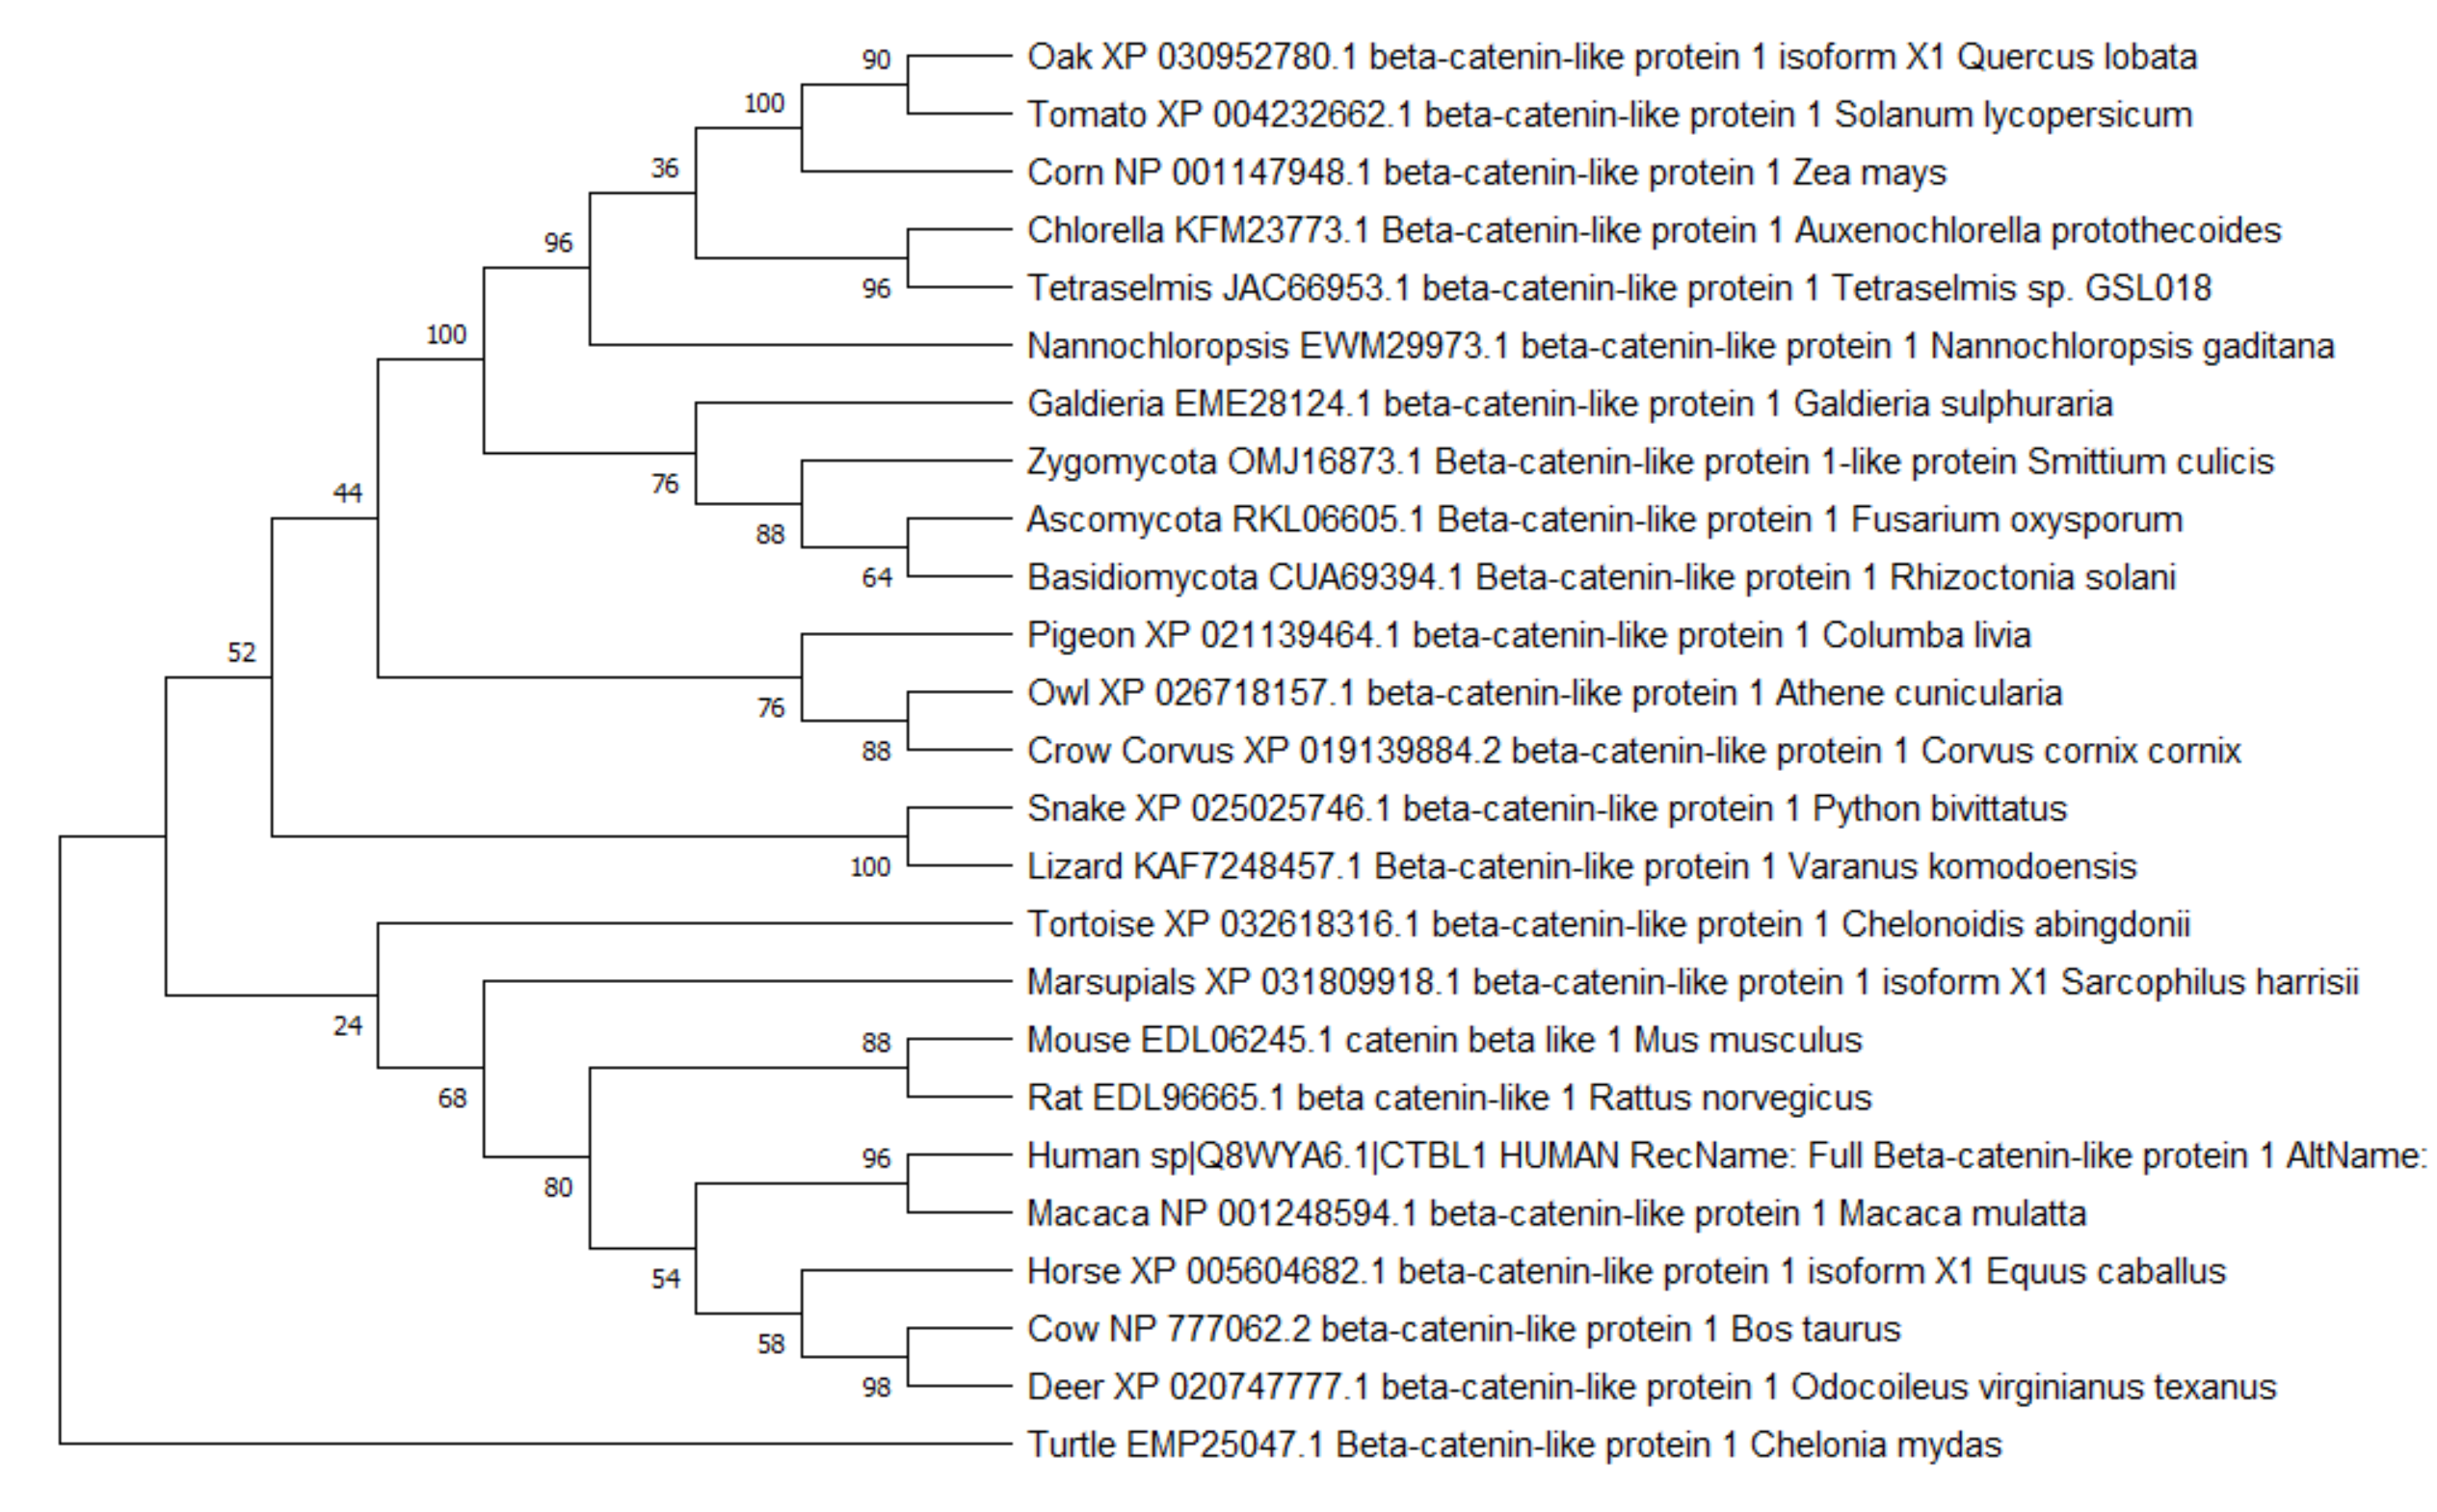 90
Oak XP 030952780.1 beta-catenin-like protein 1 isoform X1 Quercus lobata
100
Tomato XP 004232662.1 beta-catenin-like protein 1 Solanum lycopersicum
36
Corn NP 001147948.1 beta-catenin-like protein 1 Zea mays
96
Chlorella KFM23773.1 Beta-catenin-like protein 1 Auxenochlorella protothecoides
96
Tetraselmis JAC66953.1 beta-catenin-like protein 1 Tetraselmis sp. GSL018
100
Nannochloropsis EWM29973.1 beta-catenin-like protein 1 Nannochloropsis gaditana
Galdieria EME28124.1 beta-catenin-like protein 1 Galdieria sulphuraria
76
Zygomycota OMJ16873.1 Beta-catenin-like protein 1-like protein Smittium culicis
44
88
Ascomycota RKL06605.1 Beta-catenin-like protein 1 Fusarium oxysporum
64
Basidiomycota CUA69394.1 Beta-catenin-like protein 1 Rhizoctonia solani
52
Pigeon XP 021139464.1 beta-catenin-like protein 1 Columba livia
76
Owl XP 026718157.1 beta-catenin-like protein 1 Athene cunicularia
88
Crow Corvus XP 019139884.2 beta-catenin-like protein 1 Corvus cornix cornix
Snake XP 025025746.1 beta-catenin-like protein 1 Python bivittatus
100
Lizard KAF7248457.1 Beta-catenin-like protein 1 Varanus komodoensis
Tortoise XP 032618316.1 beta-catenin-like protein 1 Chelonoidis abingdonii
24
Marsupials XP 031809918.1 beta-catenin-like protein 1 isoform X1 Sarcophilus harrisii
88
Mouse EDL06245.1 catenin beta like 1 Mus musculus
68
Rat EDL96665.1 beta catenin-like 1 Rattus norvegicus
96
Human sp|Q8WYA6.1|CTBL1 HUMAN RecName: Full Beta-catenin-like protein 1 AltName:
80
Macaca NP 001248594.1 beta-catenin-like protein 1 Macaca mulatta
54
Horse XP 005604682.1 beta-catenin-like protein 1 isoform X1 Equus caballus
58
Cow NP 777062.2 beta-catenin-like protein 1 Bos taurus
98
Deer XP 020747777.1 beta-catenin-like protein 1 Odocoileus virginianus texanus
Turtle EMP25047.1 Beta-catenin-like protein 1 Chelonia mydas